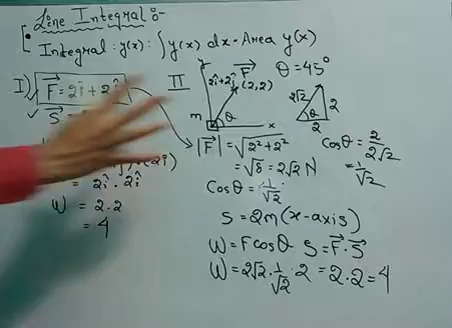 Line Integral :-
Integral : y(x) : ∫ y(x) dx - Area y(x)
I) F⃗ = 2î + 2ĵ
S⃗ =
= 2î · 2î
W = 2.2
= 4
II
y
F⃗
2î+2ĵ
(2,2)
m
θ
x
θ = 45°
2√2
2
θ
2
|F⃗| = √2²+2²
= √8 = 2√2 N
Cosθ = 2/2√2
= 1/√2
Cosθ = 1/√2
S = 2m (x-axis)
W = F cosθ S = F⃗.S⃗
W = 2√2 . 1/√2 . 2 = 2.2 = 4